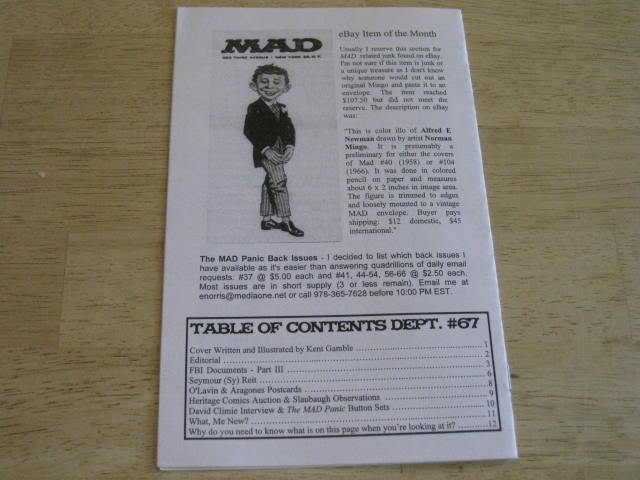 MAD
eBay Item of the Month
Usually I reserve this section for
MAD related junk found on eBay.
I'm not sure if this item is junk or
a unique treasure as I don't know
why someone would cut out an
original Mingo and paste it to an
envelope. The item reached
$107.50 but did not meet the
reserve. The description on eBay
was:
"This is color illo of Alfred E
Newman drawn by artist Norman
Mingo. It is presumably a
preliminary for either the covers
of Mad #40 (1958) or #104
(1966). It was done in colored
pencil on paper and measures
about 6 x 2 inches in image area.
The figure is trimmed to edges
and loosely mounted to a vintage
MAD envelope. Buyer pays
shipping: $12 domestic, $45
international."
The MAD Panic Back Issues - I decided to list which back issues I
have available as it's easier than answering quadrillions of daily email
requests. #37 @ $5.00 each and #41, 44-54, 56-66 @ $2.50 each.
Most issues are in short supply (3 or less remain). Email me at
enorris@mediaone.net or call 978-365-7628 before 10:00 PM EST.
TABLE OF CONTENTS DEPT. #67
Cover Written and Illustrated by Kent Gamble 1
Editorial 2
FBI Documents - Part III 3
Seymour (Sy) Reit 6
O'Lavin & Aragones Postcards 8
Heritage Comics Auction & Slaubaugh Observations 9
David Climie Interview & The MAD Panic Button Sets 10
What, Me New? 11
Why do you need to know what is on this page when you're looking at it? 12